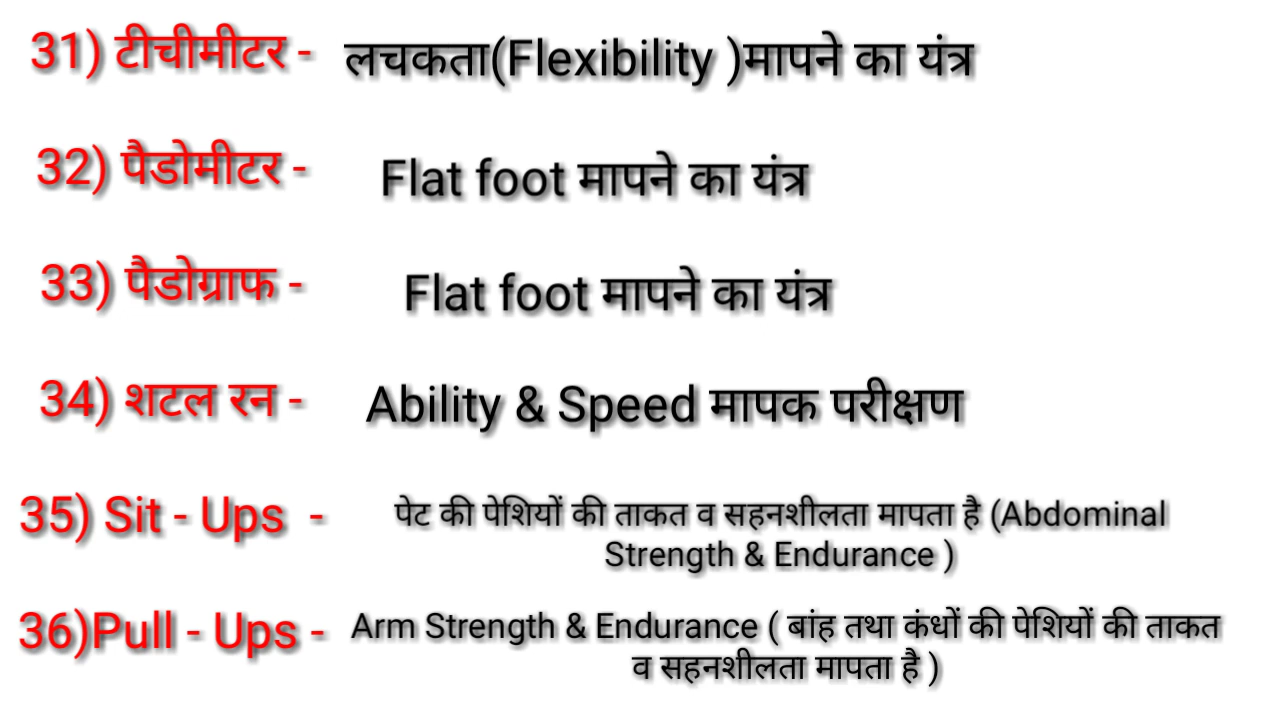 31) टीचीमीटर - लचकता(Flexibility )मापने का यंत्र
32) पैडोमीटर - Flat foot मापने का यंत्र
33) पैडोग्राफ - Flat foot मापने का यंत्र
34) शटल रन - Ability & Speed मापक परीक्षण
35) Sit - Ups - पेट की पेशियों की ताकत व सहनशीलता मापता है (Abdominal
Strength & Endurance )
36)Pull - Ups - Arm Strength & Endurance ( बांह तथा कंधों की पेशियों की ताकत
व सहनशीलता मापता है )